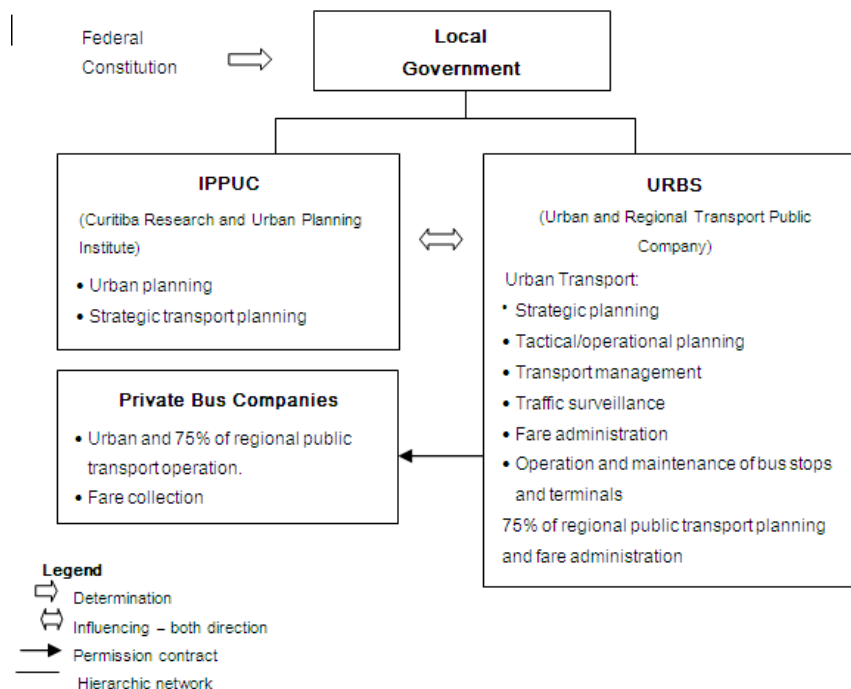 Federal
Constitution
Local
Government
IPPUC
(Curitiba Research and Urban Planning
Institute)
• Urban planning
• Strategic transport planning
URBS
(Urban and Regional Transport Public
Company)
Urban Transport:
• Strategic planning
• Tactical/operational planning
• Transport management
• Traffic surveillance
• Fare administration
• Operation and maintenance of bus stops
and terminals
75% of regional public transport planning
and fare administration
Private Bus Companies
• Urban and 75% of regional public
transport operation.
• Fare collection
Legend
Determination
Influencing – both direction
Permission contract
Hierarchic network